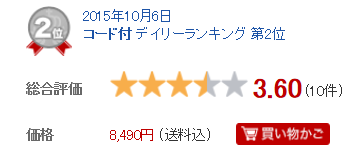 2位
2015年10月6日
コード付 デイリーランキング 第2位
総合評価 3.60 (10件)
価格 8,490円 (送料込) 買い物かご